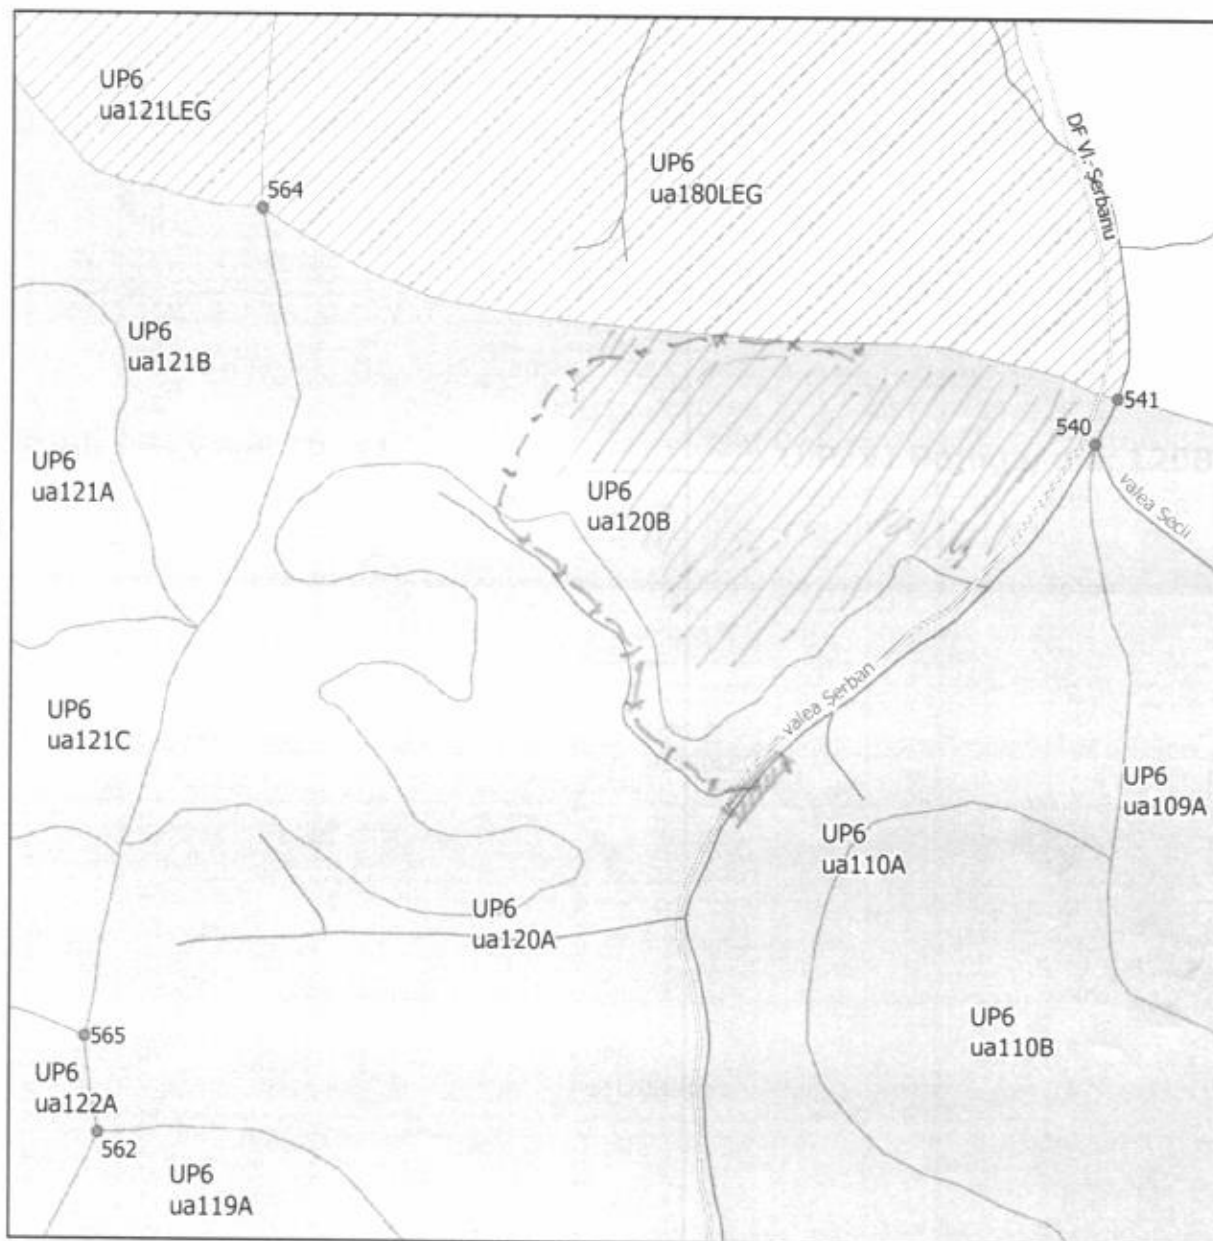 UP6
ua121LEG
564
UP6
ua180LEG
DF Vl. Serbanu
UP6
ua121B
541
540
UP6
ua121A
UP6
ua120B
valea Secii
UP6
ua121C
valea Serban
UP6
ua109A
UP6
ua110A
UP6
ua120A
565
UP6
ua110B
UP6
ua122A
562
UP6
ua119A